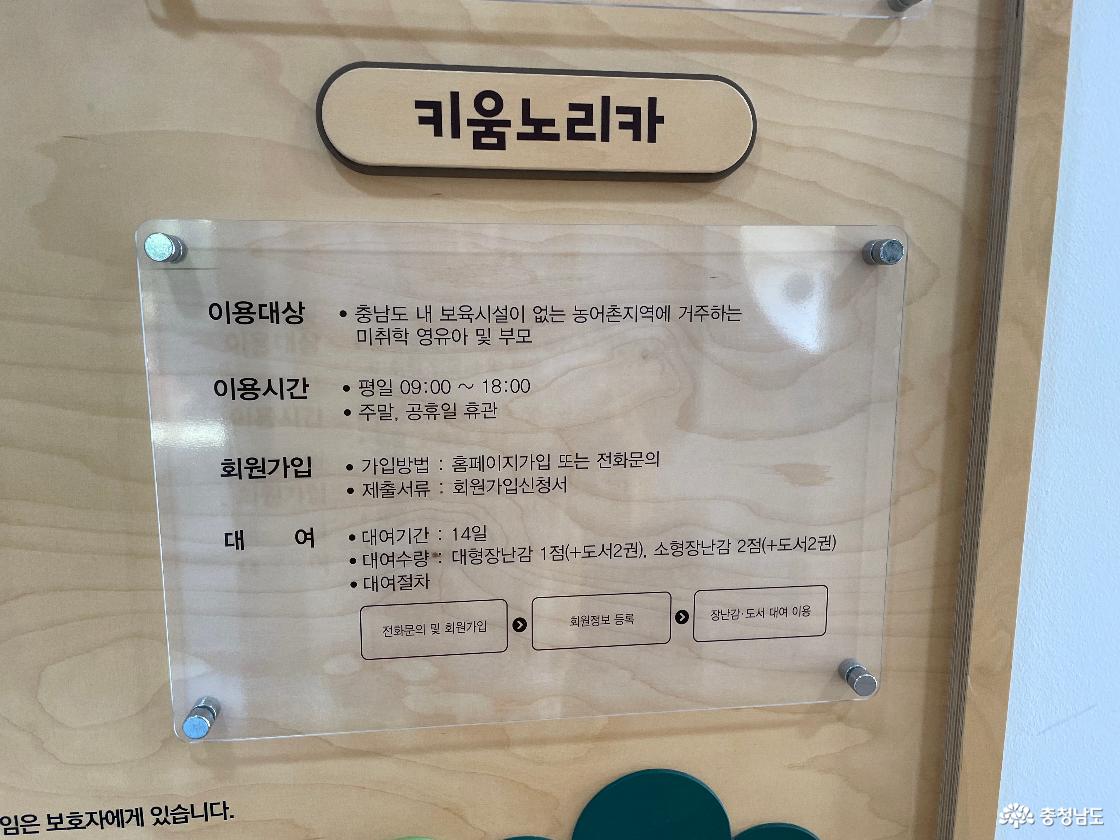 키움노리카
이용대상 • 충남도 내 보육시설이 없는 농어촌지역에 거주하는
미취학 영유아 및 부모
이용시간 • 평일 09:00 ~ 18:00
• 주말, 공휴일 휴관
회원가입 • 가입방법 : 홈페이지가입 또는 전화문의
• 제출서류 : 회원가입신청서
대 여 • 대여기간 : 14일
• 대여수량 : 대형장난감 1점(+도서2권), 소형장난감 2점(+도서2권)
• 대여절차
전화문의 및 회원가입 > 회원정보 등록 > 장난감·도서 대여 이용
임은 보호자에게 있습니다.
충청남도